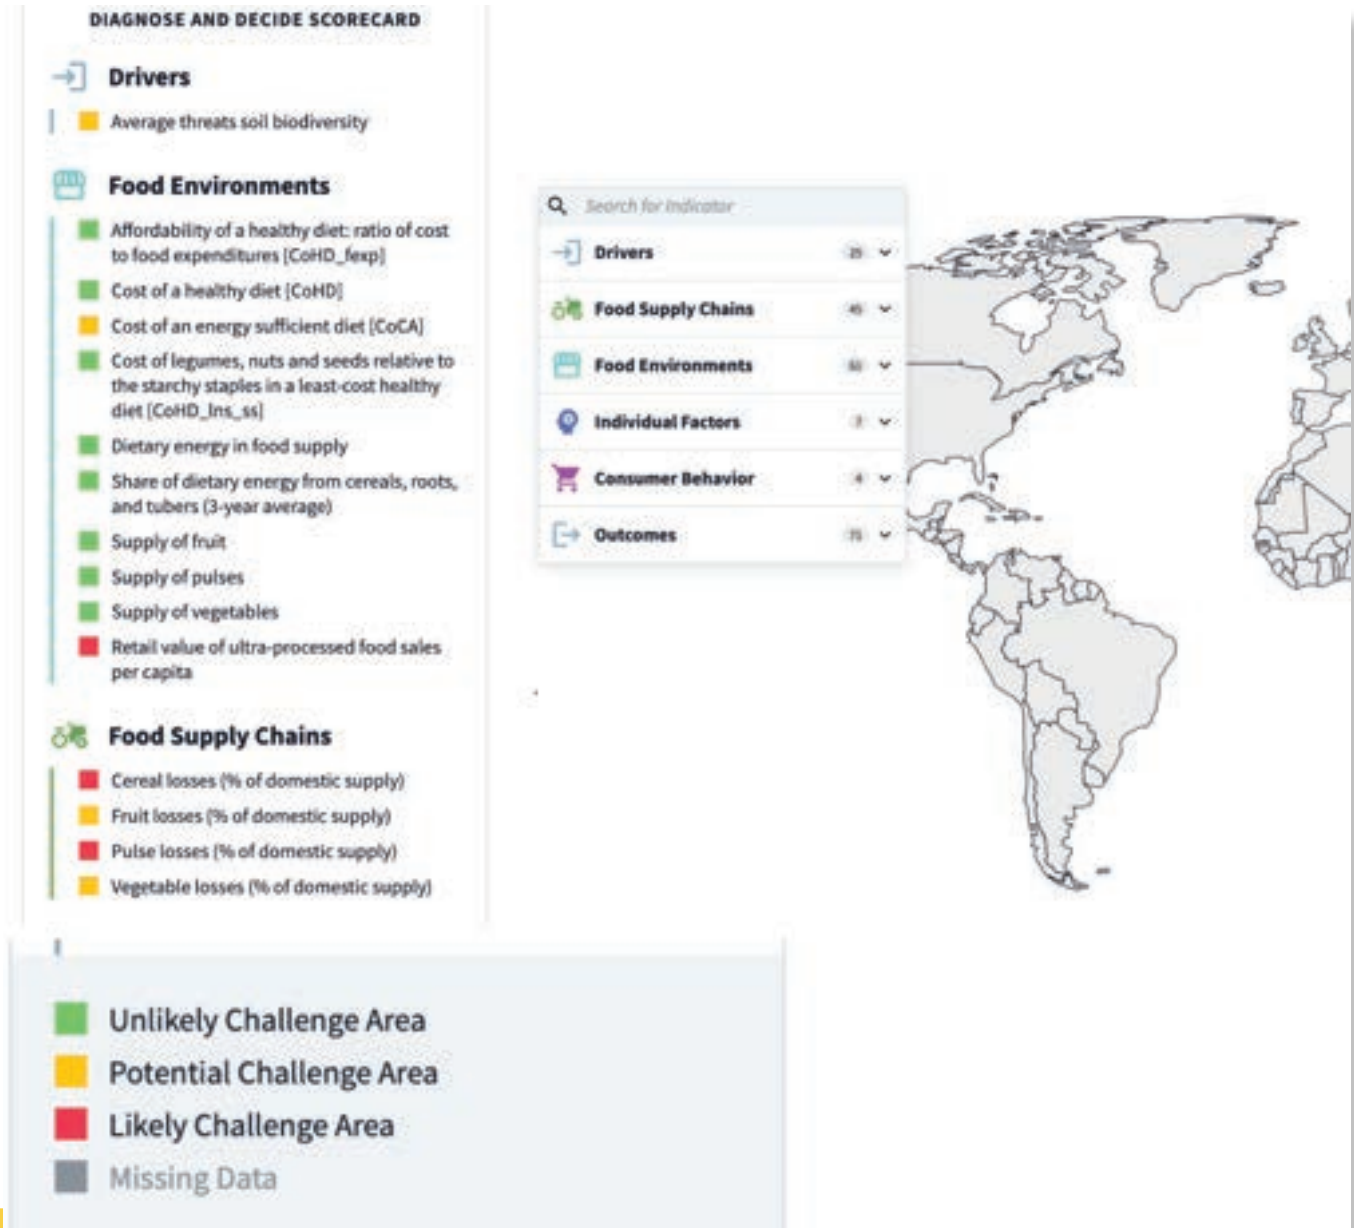 DIAGNOSE AND DECIDE SCORECARD
Drivers
Average threats soil biodiversity
Food Environments
Affordability of a healthy diet: ratio of cost
to food expenditures [CoHD_fexp]
Cost of a healthy diet [CoHD]
Cost of an energy sufficient diet [CoCA]
Cost of legumes, nuts and seeds relative to
the starchy staples in a least-cost healthy
diet [CoHD_lns_ss]
Dietary energy in food supply
Share of dietary energy from cereals, roots,
and tubers (3-year average)
Supply of fruit
Supply of pulses
Supply of vegetables
Retail value of ultra-processed food sales
per capita
Food Supply Chains
Cereal losses (% of domestic supply)
Fruit losses (% of domestic supply)
Pulse losses (% of domestic supply)
Vegetable losses (% of domestic supply)
Search for Indicator
Drivers
Food Supply Chains
Food Environments
Individual Factors
Consumer Behavior
Outcomes
Unlikely Challenge Area
Potential Challenge Area
Likely Challenge Area
Missing Data